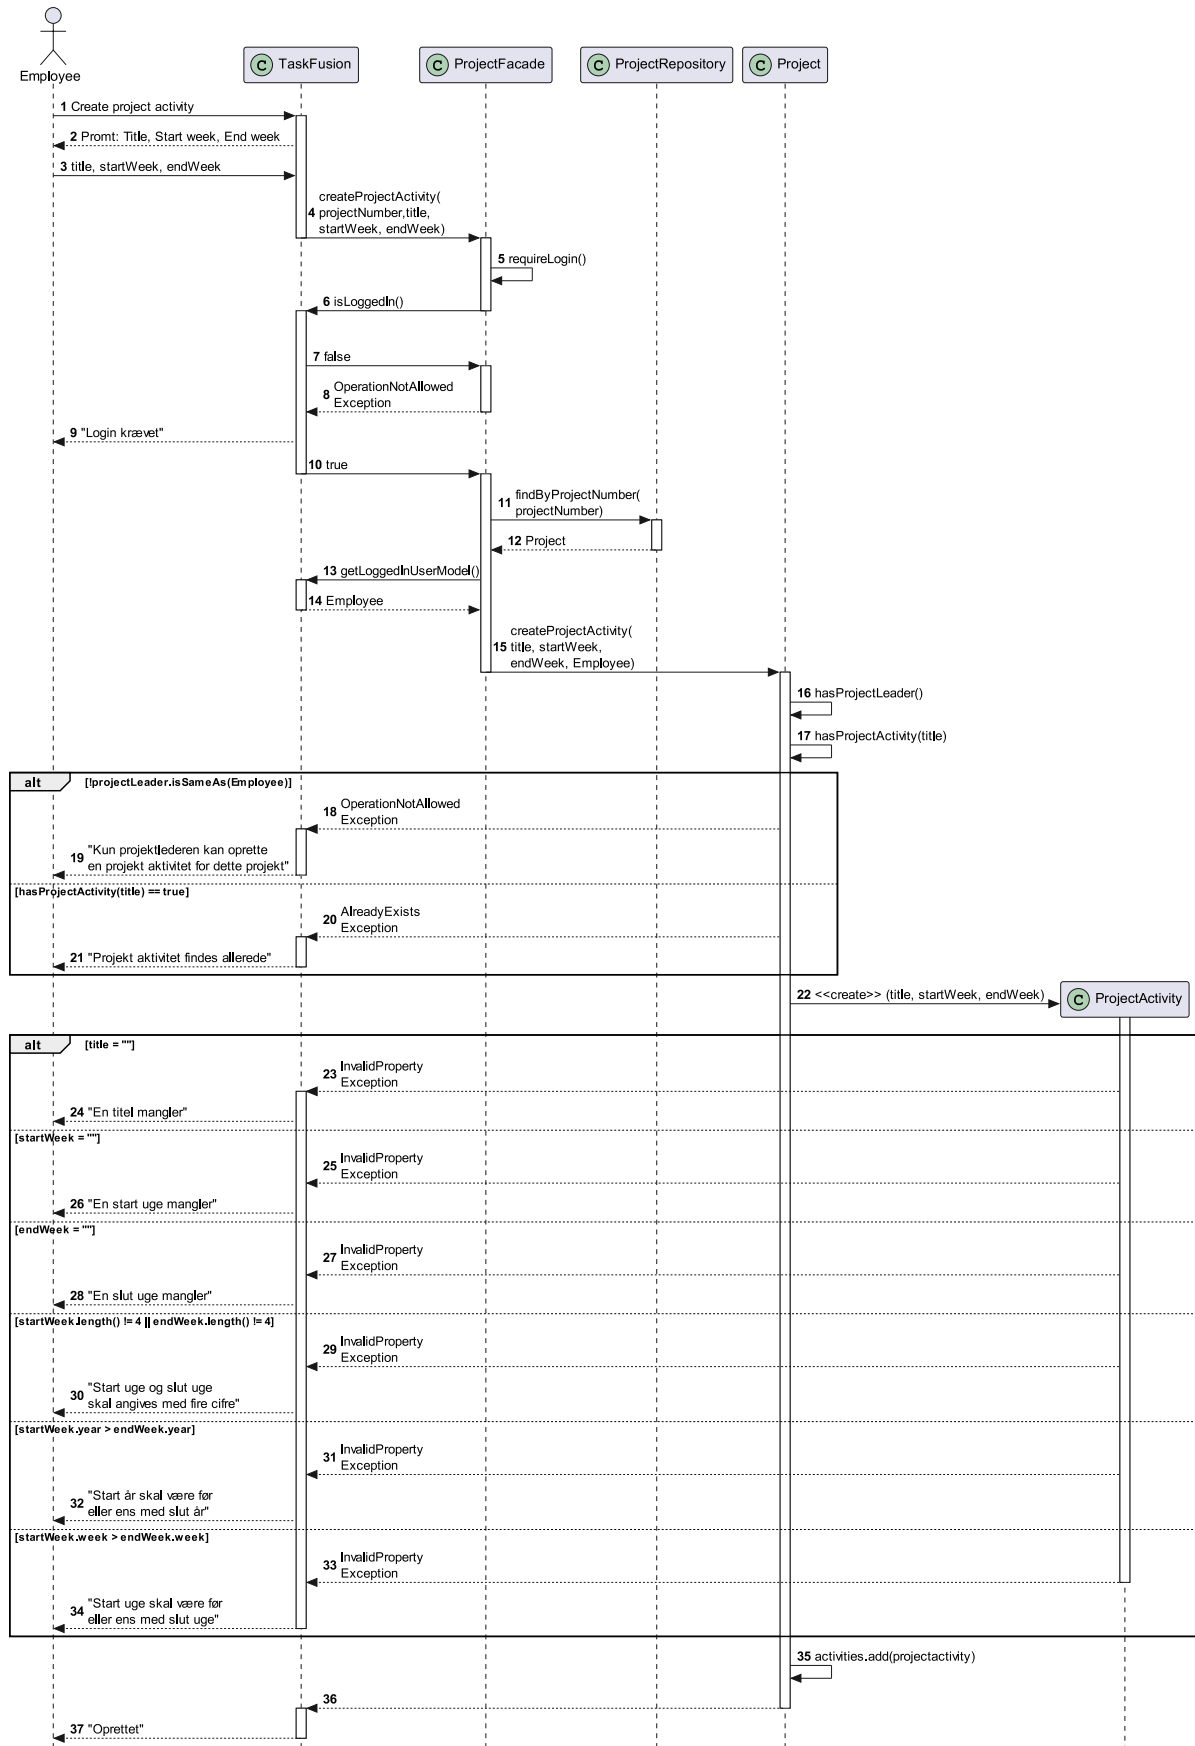 Employee
C TaskFusion
C ProjectFacade
C ProjectRepository
C Project
1 Create project activity
2 Promt: Title, Start week, End week
3 title, startWeek, endWeek
createProjectActivity(
4 projectNumber,title,
startWeek, endWeek)
5 requireLogin()
6 isLoggedIn()
7 false
8 OperationNotAllowed
Exception
9 "Login krævet"
10 true
11 findByProjectNumber(
projectNumber)
12 Project
13 getLoggedInUserModel()
14 Employee
createProjectActivity(
15 title, startWeek,
endWeek, Employee)
16 hasProjectLeader()
17 hasProjectActivity(title)
alt [!projectLeader.isSameAs(Employee)]
18 OperationNotAllowed
Exception
19 "Kun projektlederen kan oprette
en projekt aktivitet for dette projekt"
[hasProjectActivity(title) == true]
20 AlreadyExists
Exception
21 "Projekt aktivitet findes allerede"
22 <<create>> (title, startWeek, endWeek)
C ProjectActivity
alt [title = ""]
23 InvalidProperty
Exception
24 "En titel mangler"
[startWeek = ""]
25 InvalidProperty
Exception
26 "En start uge mangler"
[endWeek = ""]
27 InvalidProperty
Exception
28 "En slut uge mangler"
[startWeek.length() != 4 || endWeek.length() != 4]
29 InvalidProperty
Exception
30 "Start uge og slut uge
skal angives med fire cifre"
[startWeek.year > endWeek.year]
31 InvalidProperty
Exception
32 "Start år skal være før
eller ens med slut år"
[startWeek.week > endWeek.week]
33 InvalidProperty
Exception
34 "Start uge skal være før
eller ens med slut uge"
35 activities.add(projectactivity)
36
37 "Oprettet"